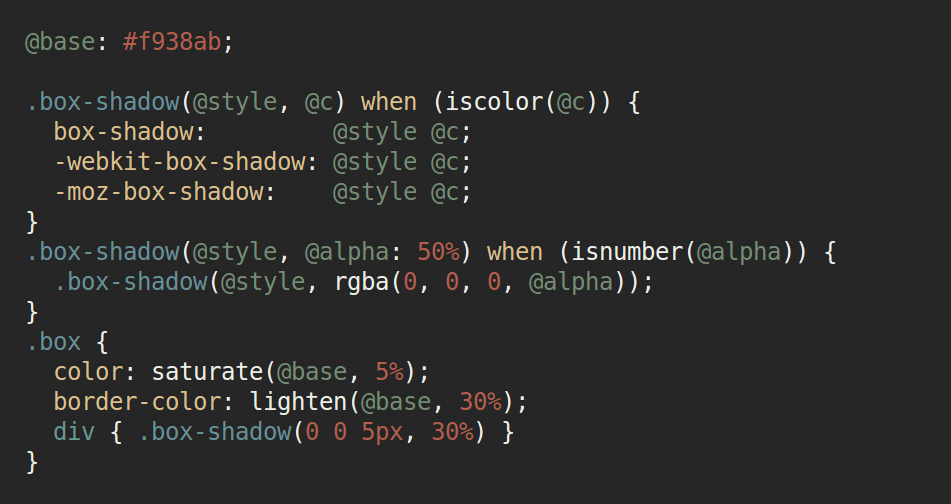 @base: #f938ab;

.box-shadow(@style, @c) when (iscolor(@c)) {
  box-shadow:         @style @c;
  -webkit-box-shadow: @style @c;
  -moz-box-shadow:    @style @c;
}
.box-shadow(@style, @alpha: 50%) when (isnumber(@alpha)) {
  .box-shadow(@style, rgba(0, 0, 0, @alpha));
}
.box {
  color: saturate(@base, 5%);
  border-color: lighten(@base, 30%);
  div { .box-shadow(0 0 5px, 30%) }
}